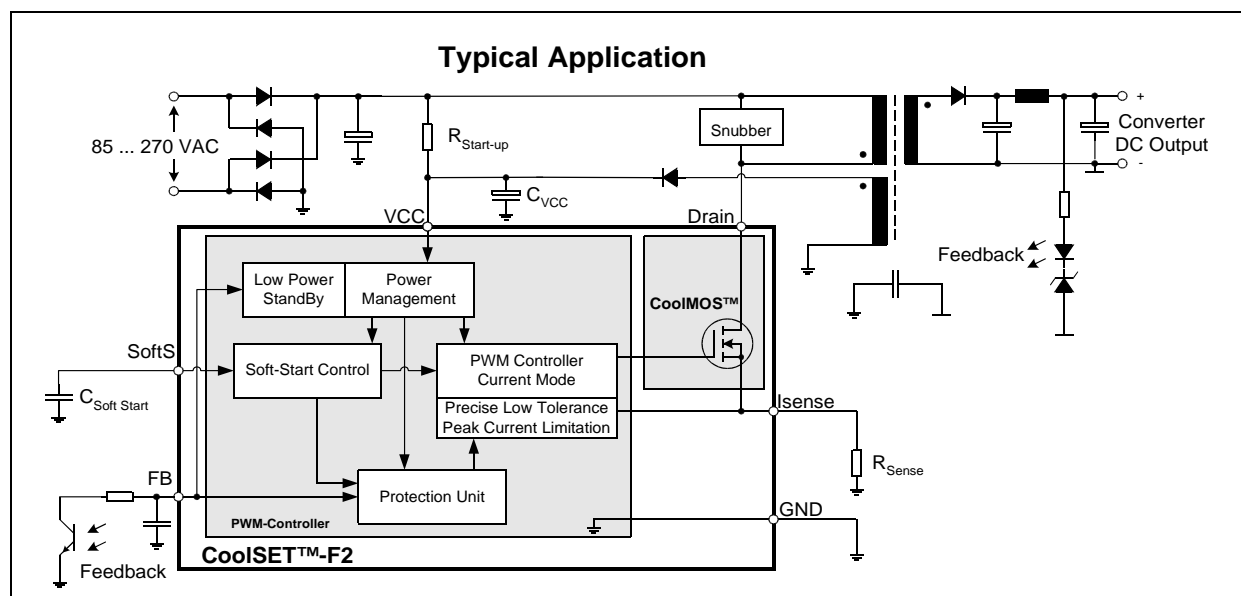 Typical Application
85 ... 270 VAC
R Start-up
Snubber
+
Converter
DC Output
-
C VCC
VCC
Drain
Feedback
Low Power
StandBy
Power
Management
CoolMOS™
SoftS
Soft-Start Control
PWM Controller
Current Mode
C Soft Start
Precise Low Tolerance
Peak Current Limitation
Isense
R Sense
FB
Protection Unit
GND
PWM-Controller
CoolSET™-F2
Feedback